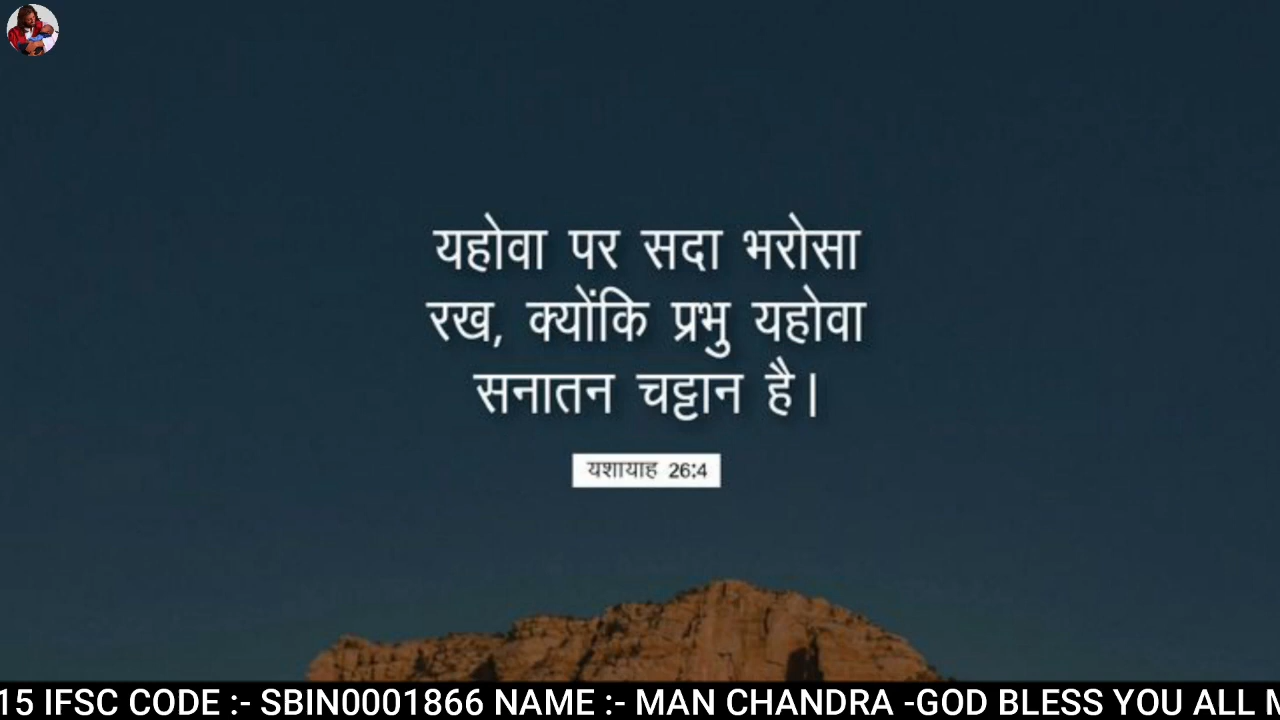 यहोवा पर सदा भरोसा
रख, क्योंकि प्रभु यहोवा
सनातन चट्टान है।
यशायाह 26:4
15 IFSC CODE :- SBIN0001866 NAME :- MAN CHANDRA -GOD BLESS YOU ALL M